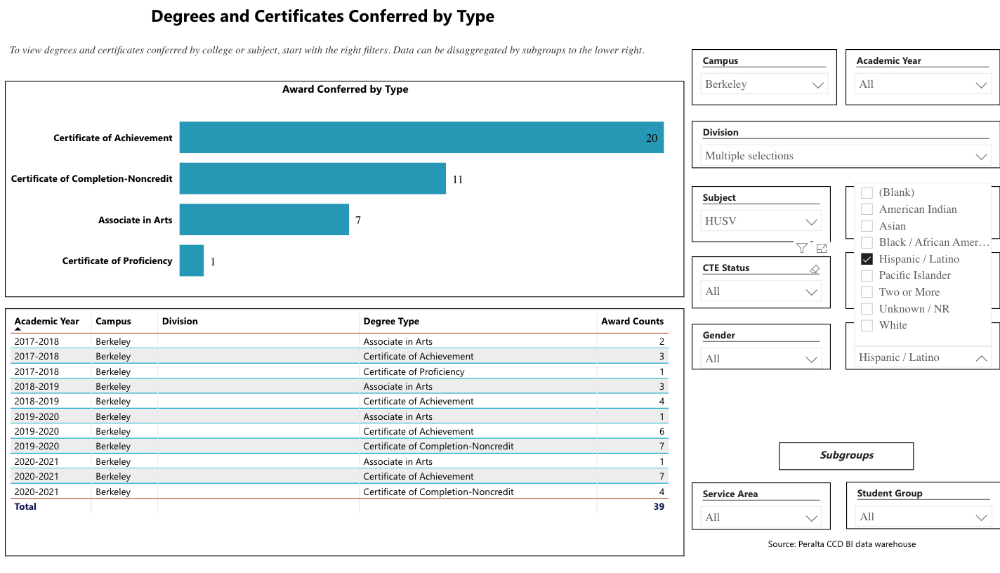 Degrees and Certificates Conferred by Type
To view degrees and certificates conferred by college or subject, start with the right filters. Data can be disaggregated by subgroups to the lower right.
Award Conferred by Type
Certificate of Achievement 20
Certificate of Completion-Noncredit 11
Associate in Arts 7
Certificate of Proficiency 1
Academic Year Campus Division Degree Type Award Counts
2017-2018 Berkeley Associate in Arts 2
2017-2018 Berkeley Certificate of Achievement 3
2017-2018 Berkeley Certificate of Proficiency 1
2018-2019 Berkeley Associate in Arts 3
2018-2019 Berkeley Certificate of Achievement 4
2019-2020 Berkeley Associate in Arts 1
2019-2020 Berkeley Certificate of Achievement 6
2019-2020 Berkeley Certificate of Completion-Noncredit 7
2020-2021 Berkeley Associate in Arts 1
2020-2021 Berkeley Certificate of Achievement 7
2020-2021 Berkeley Certificate of Completion-Noncredit 4
Total 39
Campus
Berkeley
Academic Year
All
Division
Multiple selections
Subject
HUSV
CTE Status
All
Gender
All
(Blank)
American Indian
Asian
Black / African Amer…
Hispanic / Latino
Pacific Islander
Two or More
Unknown / NR
White
Hispanic / Latino
Subgroups
Service Area
All
Student Group
All
Source: Peralta CCD BI data warehouse